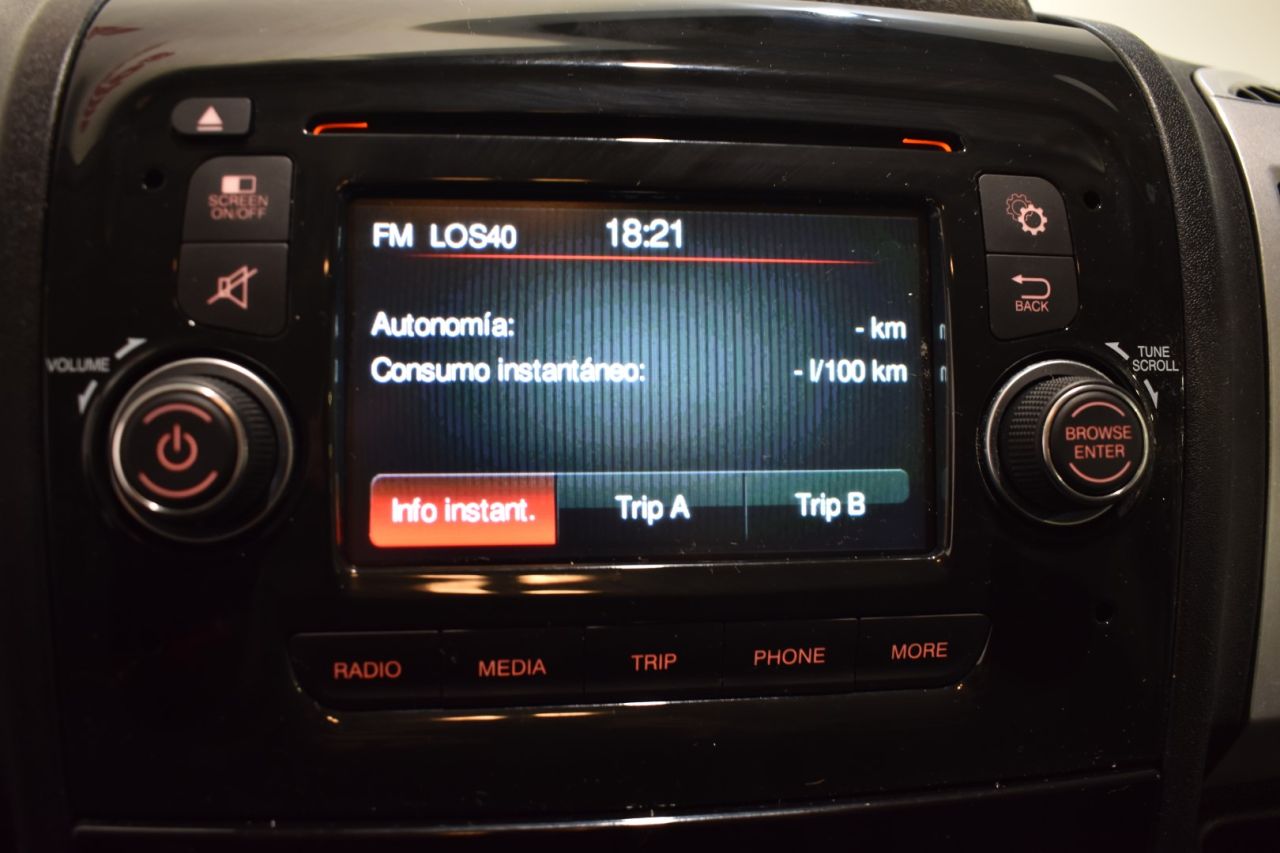 SCREEN
ON/OFF
FM LOS40 18:21
Autonomía: - km
Consumo instantáneo: - l/100 km
Info instant. Trip A Trip B
BACK
VOLUME
TUNE
SCROLL
BROWSE
ENTER
RADIO MEDIA TRIP PHONE MORE